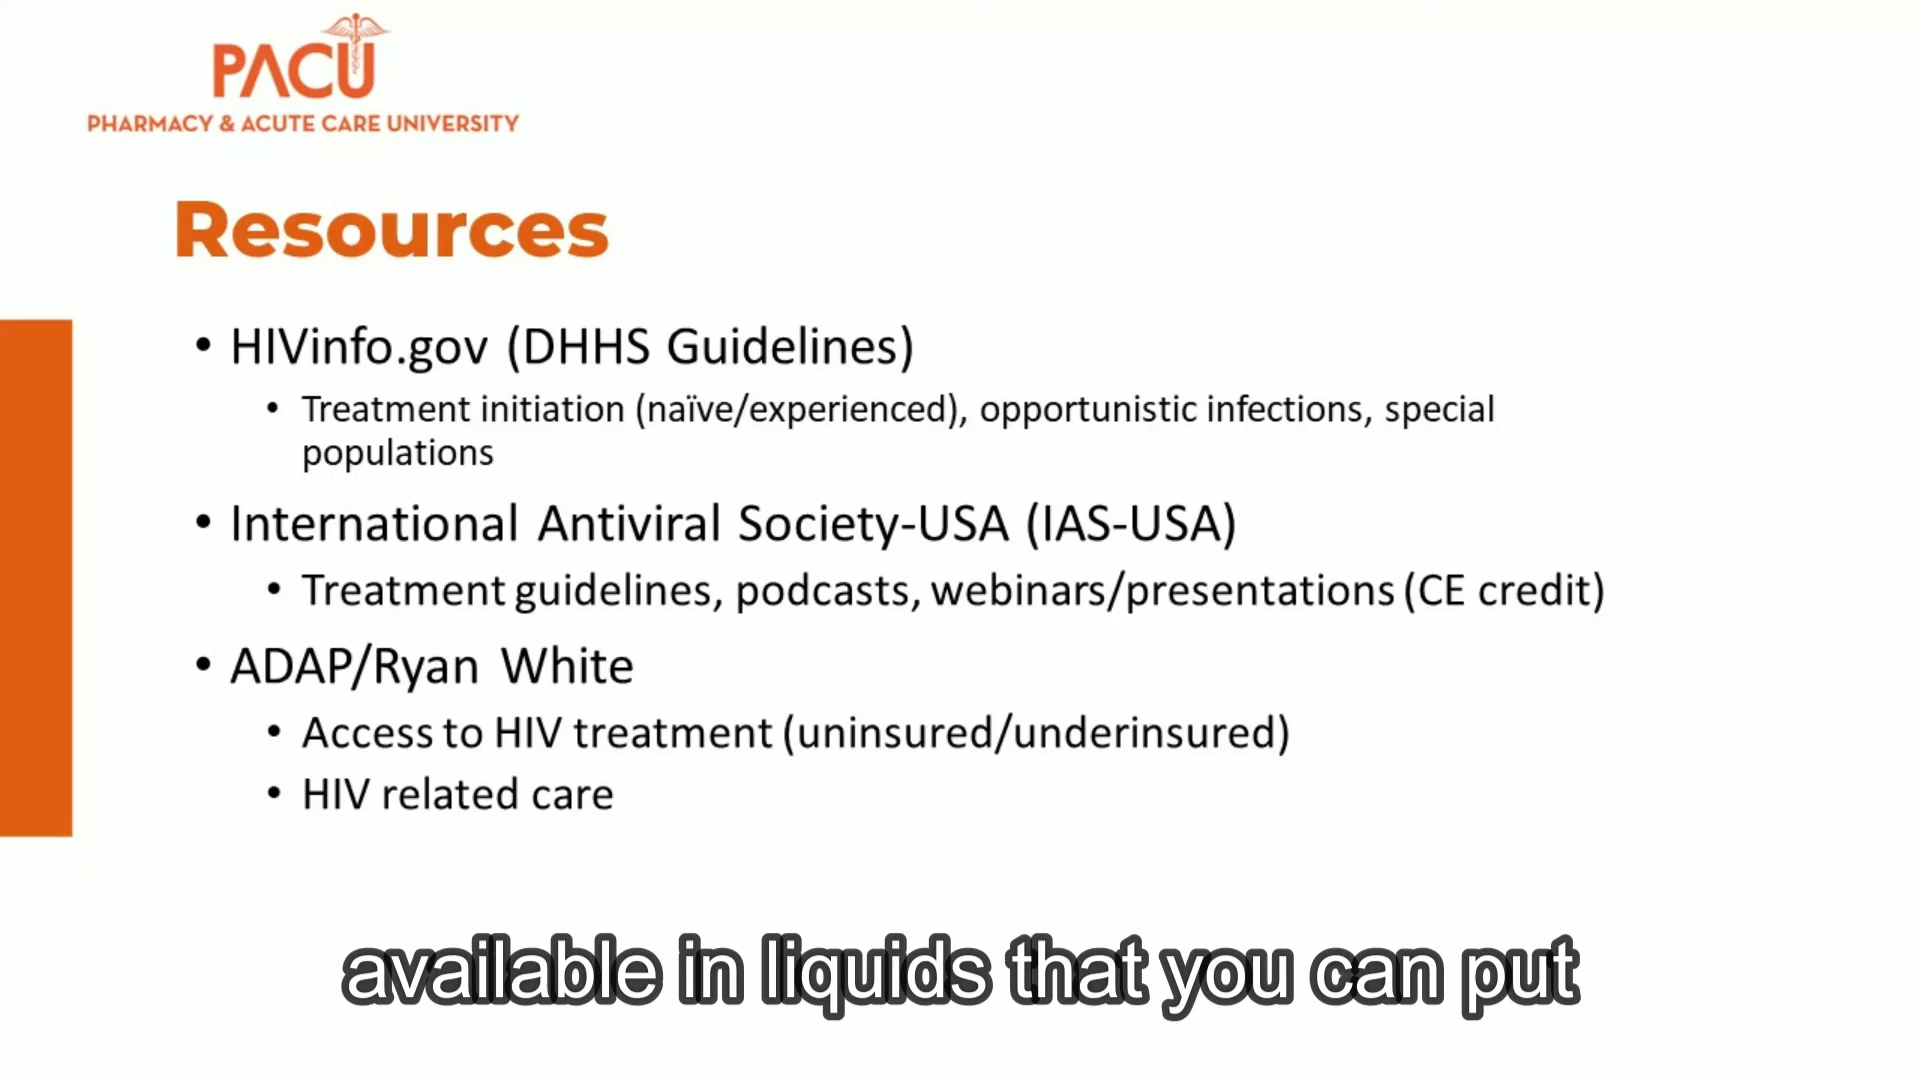 PACU
PHARMACY & ACUTE CARE UNIVERSITY
Resources
• HIVinfo.gov (DHHS Guidelines)
• Treatment initiation (naïve/experienced), opportunistic infections, special
populations
• International Antiviral Society-USA (IAS-USA)
• Treatment guidelines, podcasts, webinars/presentations (CE credit)
• ADAP/Ryan White
• Access to HIV treatment (uninsured/underinsured)
• HIV related care
available in liquids that you can put